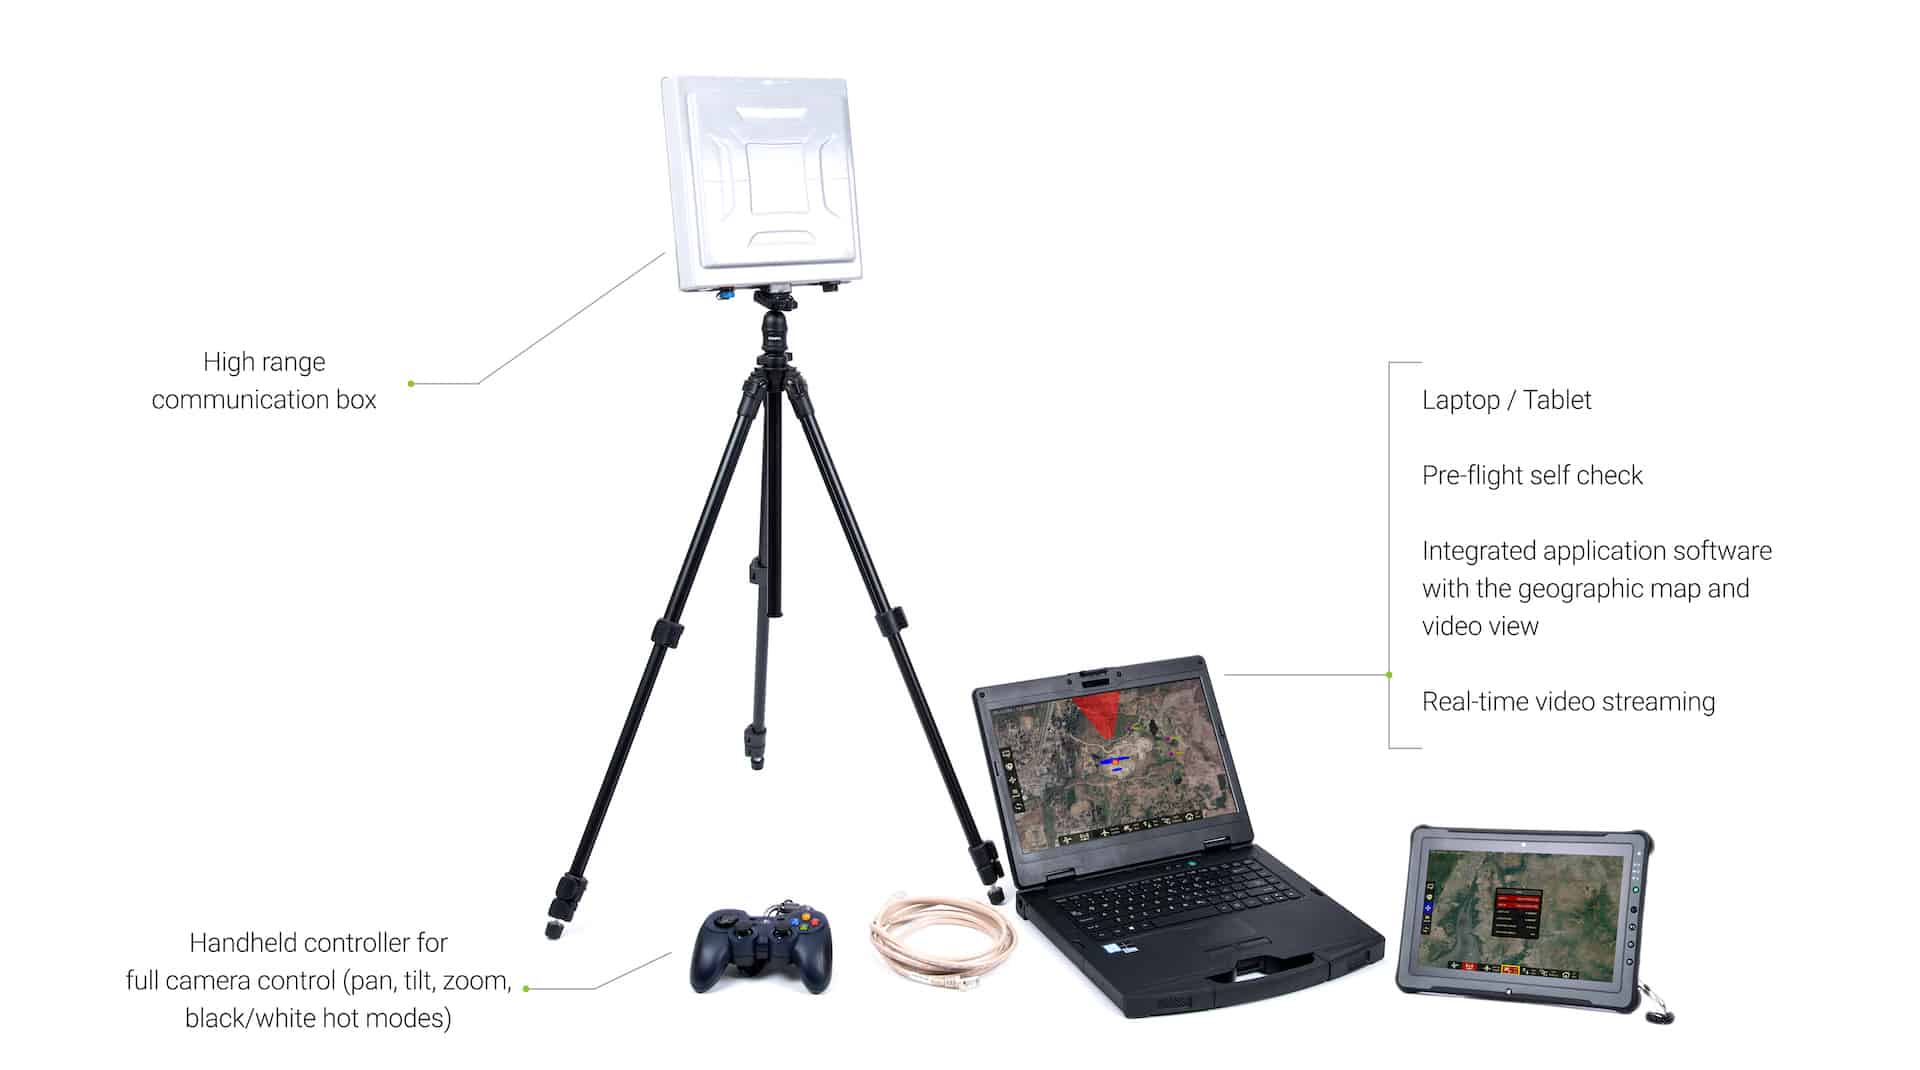 High range
communication box
Laptop / Tablet
Pre-flight self check
Integrated application software
with the geographic map and
video view
Real-time video streaming
Handheld controller for
full camera control (pan, tilt, zoom,
black/white hot modes)